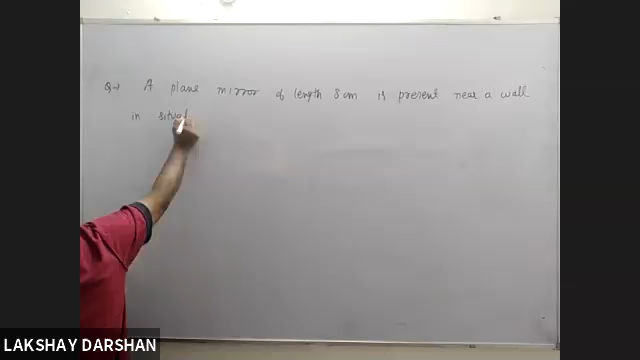 Q→ A plane mirror of length 8 cm is present near a wall
in situat
LAKSHAY DARSHAN